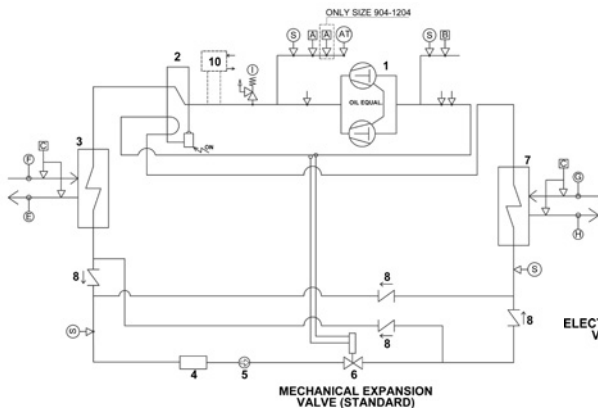 ONLY SIZE 904-1204
S A A AT S B
2 10 I 1
OIL EQUAL.
ON
3 C 7 C
F G
E H
S
8 8 8
S 8
ELECT
V
4 5 6
MECHANICAL EXPANSION
VALVE (STANDARD)